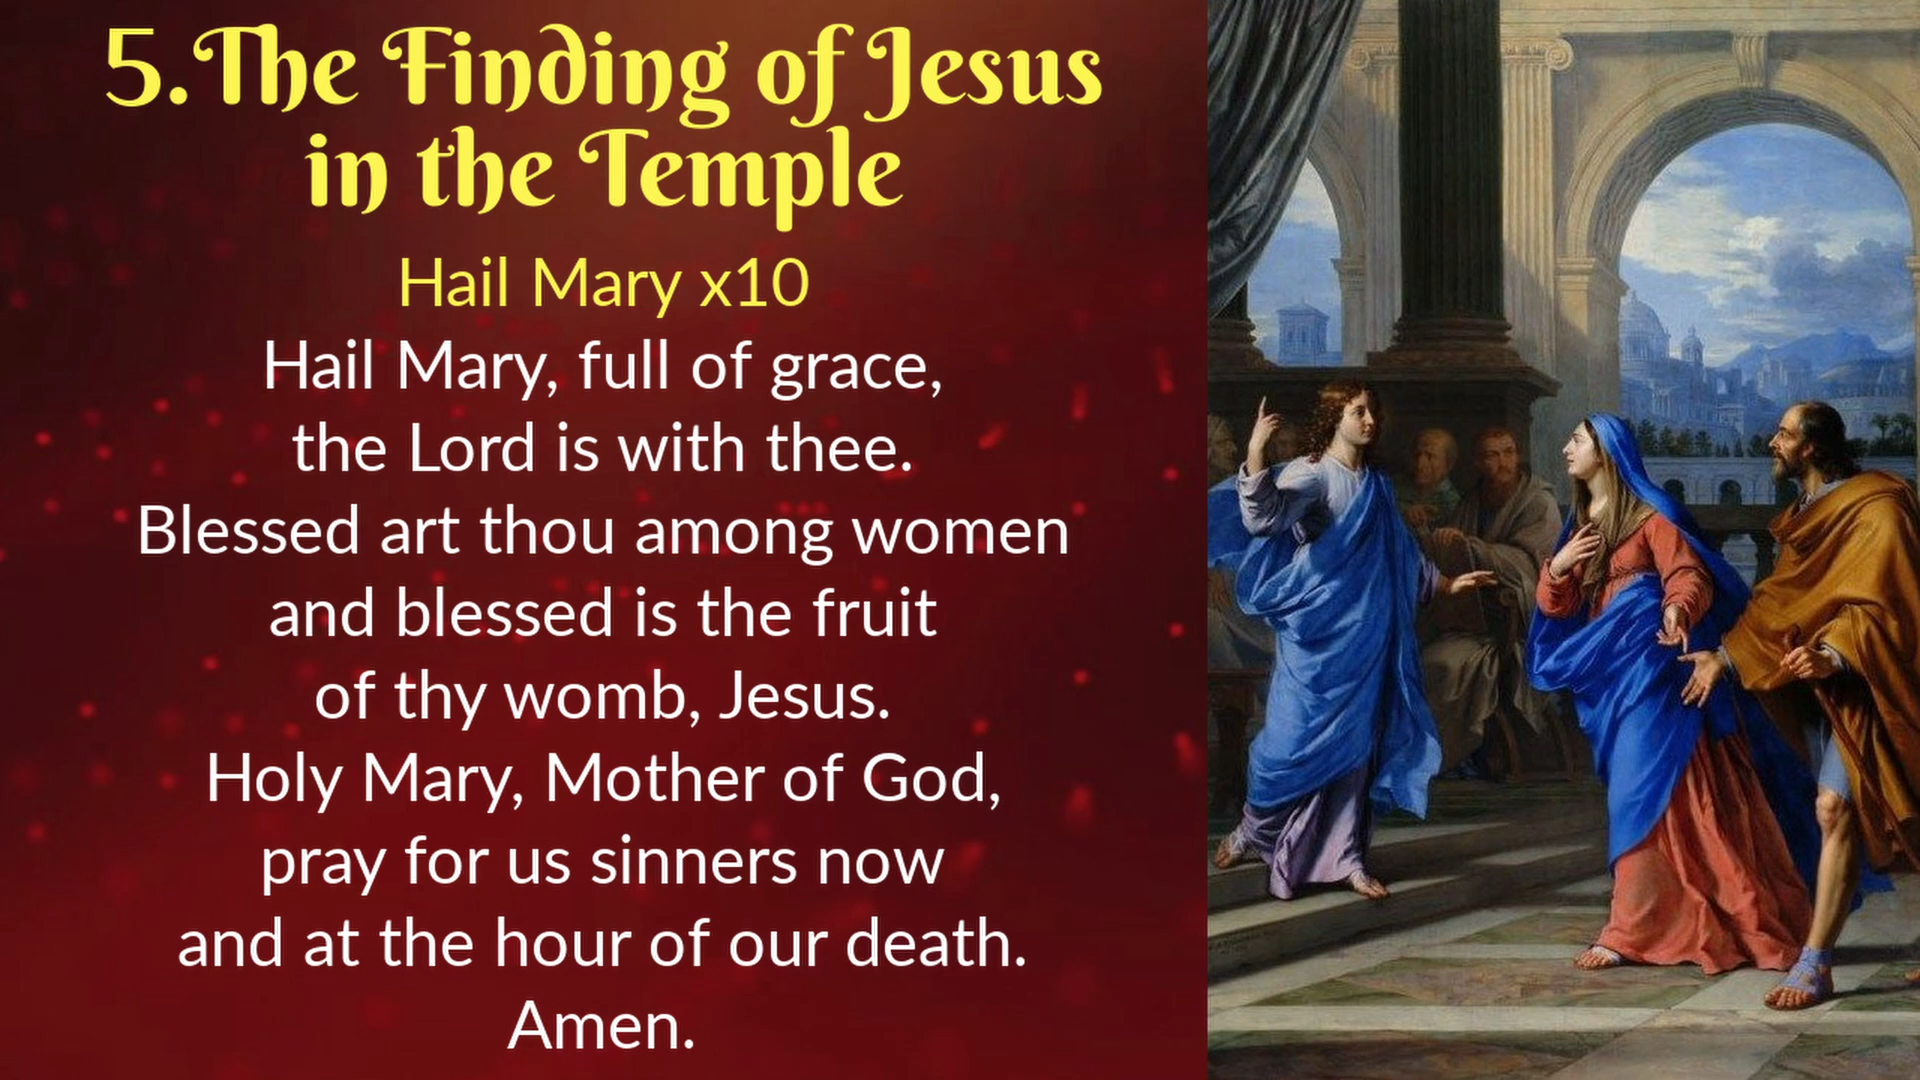 5.The Finding of Jesus
in the Temple
Hail Mary x10
Hail Mary, full of grace,
the Lord is with thee.
Blessed art thou among women
and blessed is the fruit
of thy womb, Jesus.
Holy Mary, Mother of God,
pray for us sinners now
and at the hour of our death.
Amen.